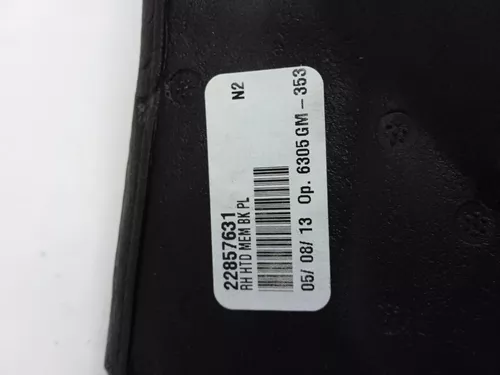 22857631
RH HTD MEM BK PL
N2
05/ 08/ 13 Op. 6305 GM - 353